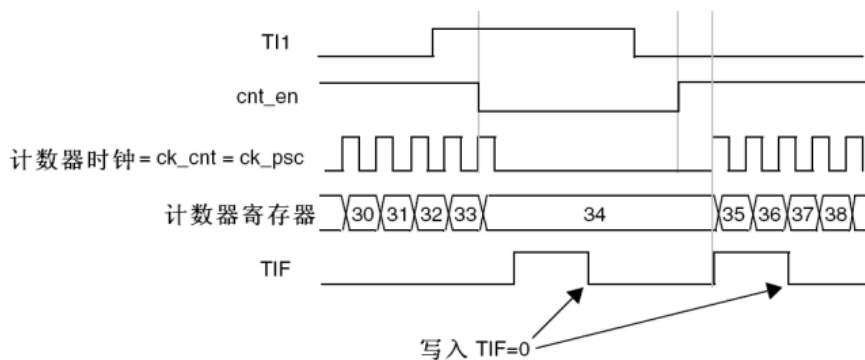 TI1
cnt_en
计数器时钟 = ck_cnt = ck_psc
计数器寄存器 30 31 32 33 34 35 36 37 38
TIF
写入 TIF=0